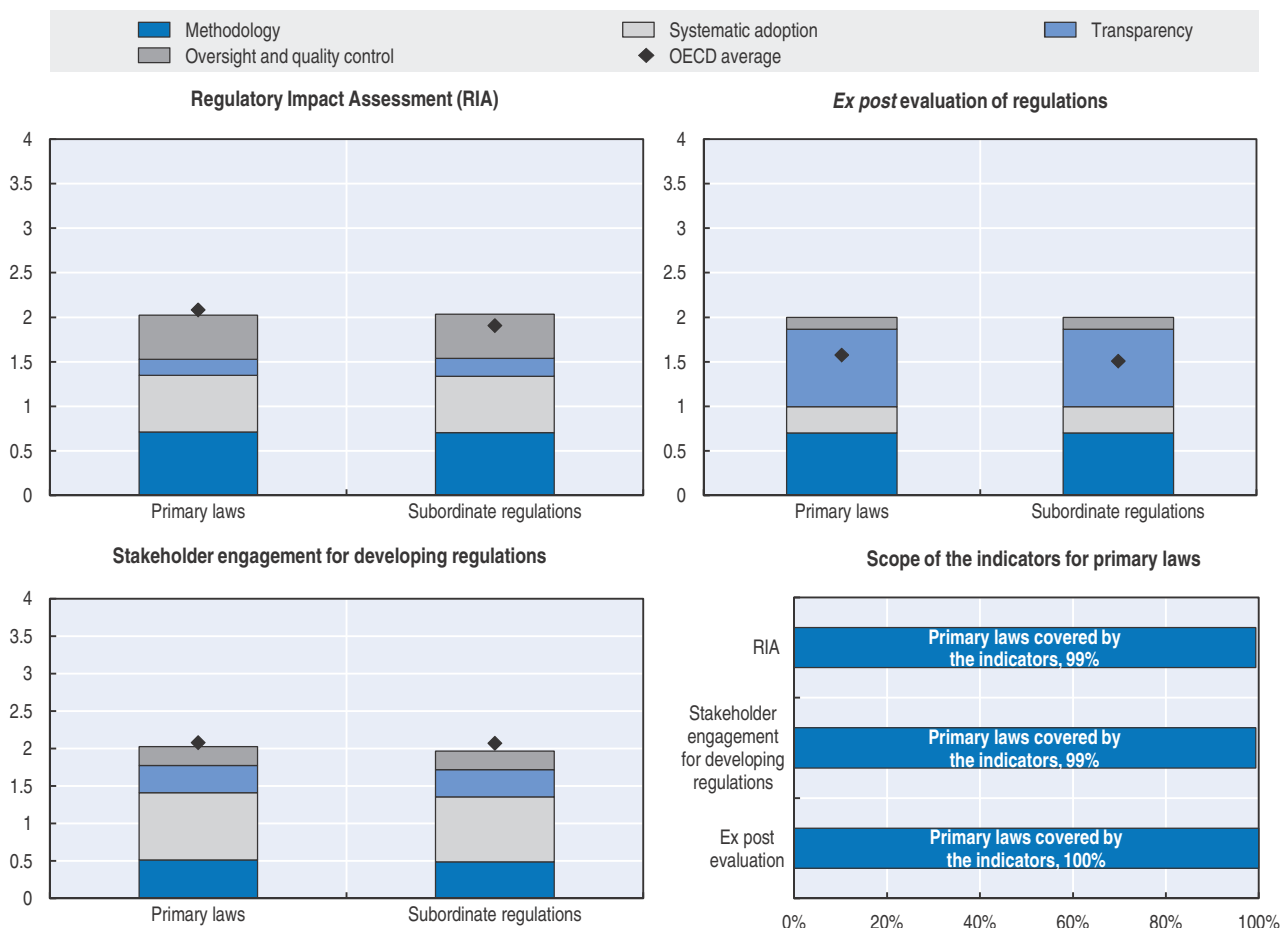 Methodology
Systematic adoption
Transparency
Oversight and quality control
OECD average
Regulatory Impact Assessment (RIA)
4
3.5
3
2.5
2
1.5
1
0.5
0
Primary laws
Subordinate regulations
Ex post evaluation of regulations
4
3.5
3
2.5
2
1.5
1
0.5
0
Primary laws
Subordinate regulations
Stakeholder engagement for developing regulations
4
3.5
3
2.5
2
1.5
1
0.5
0
Primary laws
Subordinate regulations
Scope of the indicators for primary laws
RIA
Primary laws covered by
the indicators, 99%
Stakeholder
engagement
for developing
regulations
Primary laws covered by
the indicators, 99%
Ex post
evaluation
Primary laws covered by
the indicators, 100%
0%
20%
40%
60%
80%
100%